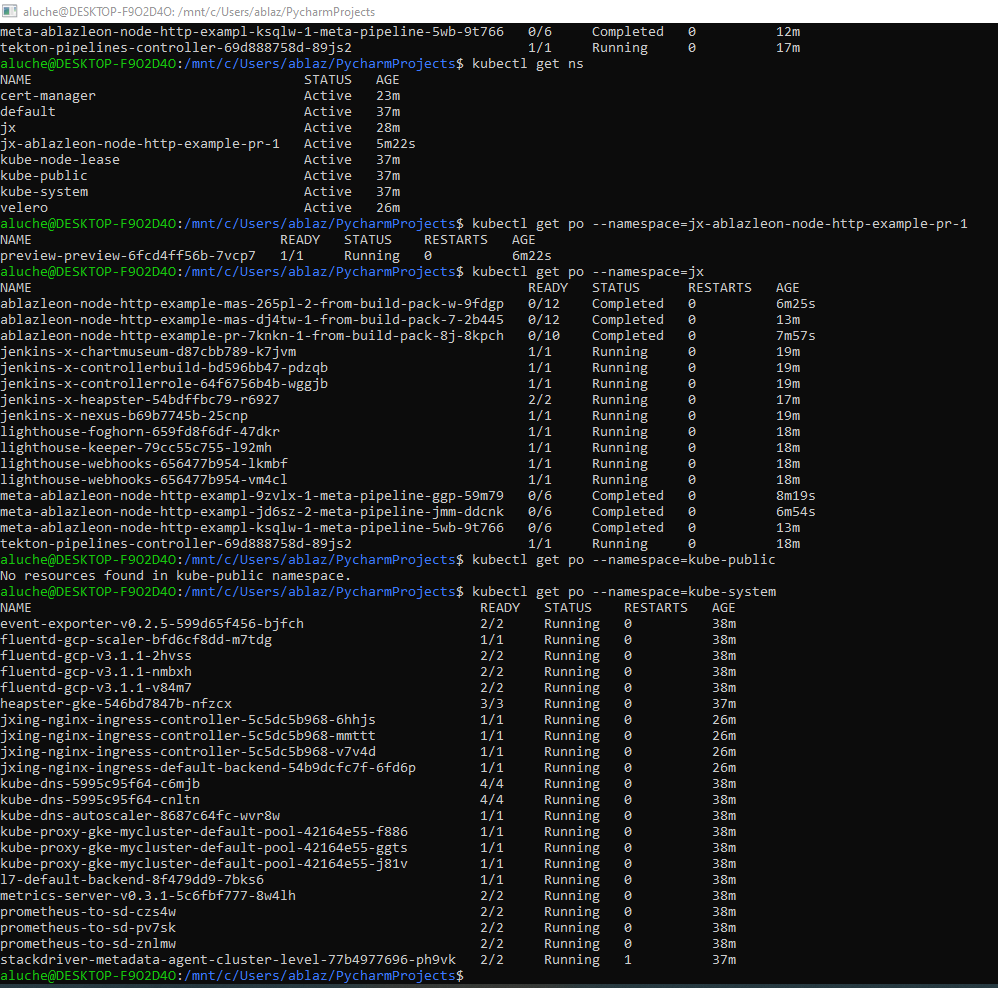 aluche@DESKTOP-F9O2D4O: /mnt/c/Users/ablaz/PycharmProjects
meta-ablazleon-node-http-exampl-ksqlw-1-meta-pipeline-5wb-9t766 0/6 Completed 0 12m
tekton-pipelines-controller-69d888758d-89js2 1/1 Running 0 17m
aluche@DESKTOP-F9O2D4O:/mnt/c/Users/ablaz/PycharmProjects$ kubectl get ns
NAME STATUS AGE
cert-manager Active 23m
default Active 37m
jx Active 28m
jx-ablazleon-node-http-example-pr-1 Active 5m22s
kube-node-lease Active 37m
kube-public Active 37m
kube-system Active 37m
velero Active 26m
aluche@DESKTOP-F9O2D4O:/mnt/c/Users/ablaz/PycharmProjects$ kubectl get po --namespace=jx-ablazleon-node-http-example-pr-1
NAME READY STATUS RESTARTS AGE
preview-preview-6fcd4ff56b-7vcp7 1/1 Running 0 6m22s
aluche@DESKTOP-F9O2D4O:/mnt/c/Users/ablaz/PycharmProjects$ kubectl get po --namespace=jx
NAME READY STATUS RESTARTS AGE
ablazleon-node-http-example-mas-265pl-2-from-build-pack-w-9fdgp 0/12 Completed 0 6m25s
ablazleon-node-http-example-mas-dj4tw-1-from-build-pack-7-2b445 0/12 Completed 0 13m
ablazleon-node-http-example-pr-7knkn-1-from-build-pack-8j-8kpch 0/10 Completed 0 7m57s
jenkins-x-chartmuseum-d87cbb789-k7jvm 1/1 Running 0 19m
jenkins-x-controllerbuild-bd596bb47-pdzqb 1/1 Running 0 19m
jenkins-x-controllerrole-64f6756b4b-wggjb 1/1 Running 0 19m
jenkins-x-heapster-54bdffbc79-r6927 2/2 Running 0 17m
jenkins-x-nexus-b69b7745b-25cnp 1/1 Running 0 19m
lighthouse-foghorn-659fd8f6df-47dkr 1/1 Running 0 18m
lighthouse-keeper-79cc55c755-l92mh 1/1 Running 0 18m
lighthouse-webhooks-656477b954-lkmbf 1/1 Running 0 18m
lighthouse-webhooks-656477b954-vm4cl 1/1 Running 0 18m
meta-ablazleon-node-http-exampl-9zvlx-1-meta-pipeline-ggp-59m79 0/6 Completed 0 8m19s
meta-ablazleon-node-http-exampl-jd6sz-2-meta-pipeline-jmm-ddcnk 0/6 Completed 0 6m54s
meta-ablazleon-node-http-exampl-ksqlw-1-meta-pipeline-5wb-9t766 0/6 Completed 0 13m
tekton-pipelines-controller-69d888758d-89js2 1/1 Running 0 18m
aluche@DESKTOP-F9O2D4O:/mnt/c/Users/ablaz/PycharmProjects$ kubectl get po --namespace=kube-public
No resources found in kube-public namespace.
aluche@DESKTOP-F9O2D4O:/mnt/c/Users/ablaz/PycharmProjects$ kubectl get po --namespace=kube-system
NAME READY STATUS RESTARTS AGE
event-exporter-v0.2.5-599d65f456-bjfch 2/2 Running 0 38m
fluentd-gcp-scaler-bfd6cf8dd-m7tdg 1/1 Running 0 38m
fluentd-gcp-v3.1.1-2hvss 2/2 Running 0 38m
fluentd-gcp-v3.1.1-nmbxh 2/2 Running 0 38m
fluentd-gcp-v3.1.1-v84m7 2/2 Running 0 38m
heapster-gke-546bd7847b-nfzcx 3/3 Running 0 37m
jxing-nginx-ingress-controller-5c5dc5b968-6hhjs 1/1 Running 0 26m
jxing-nginx-ingress-controller-5c5dc5b968-mmttt 1/1 Running 0 26m
jxing-nginx-ingress-controller-5c5dc5b968-v7v4d 1/1 Running 0 26m
jxing-nginx-ingress-default-backend-54b9dcfc7f-6fd6p 1/1 Running 0 26m
kube-dns-5995c95f64-c6mjb 4/4 Running 0 38m
kube-dns-5995c95f64-cnltn 4/4 Running 0 38m
kube-dns-autoscaler-8687c64fc-wvr8w 1/1 Running 0 38m
kube-proxy-gke-mycluster-default-pool-42164e55-f886 1/1 Running 0 38m
kube-proxy-gke-mycluster-default-pool-42164e55-ggts 1/1 Running 0 38m
kube-proxy-gke-mycluster-default-pool-42164e55-j81v 1/1 Running 0 38m
l7-default-backend-8f479dd9-7bks6 1/1 Running 0 38m
metrics-server-v0.3.1-5c6fbf777-8w4lh 2/2 Running 0 38m
prometheus-to-sd-czs4w 2/2 Running 0 38m
prometheus-to-sd-pv7sk 2/2 Running 0 38m
prometheus-to-sd-znlmw 2/2 Running 0 38m
stackdriver-metadata-agent-cluster-level-77b4977696-ph9vk 2/2 Running 1 37m
aluche@DESKTOP-F9O2D4O:/mnt/c/Users/ablaz/PycharmProjects$